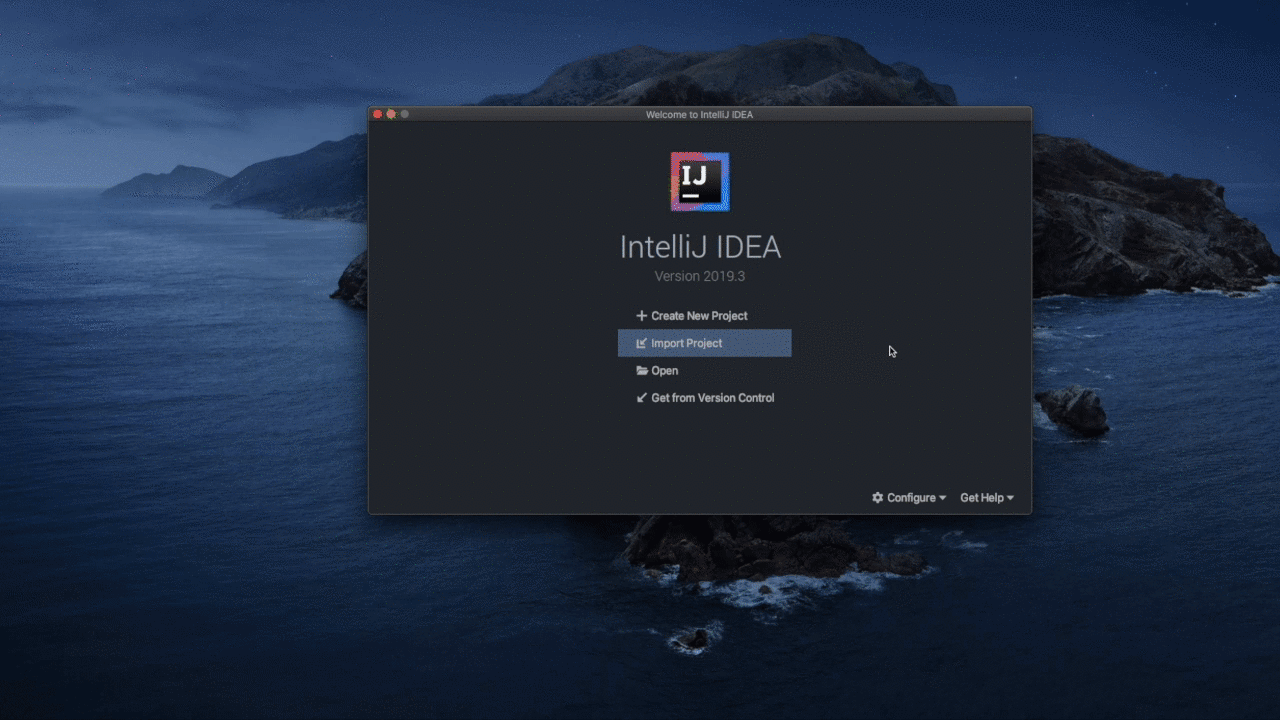 Welcome to IntelliJ IDEA
IJ
IntelliJ IDEA
Version 2019.3
Create New Project
Import Project
Open
Get from Version Control
Configure
Get Help